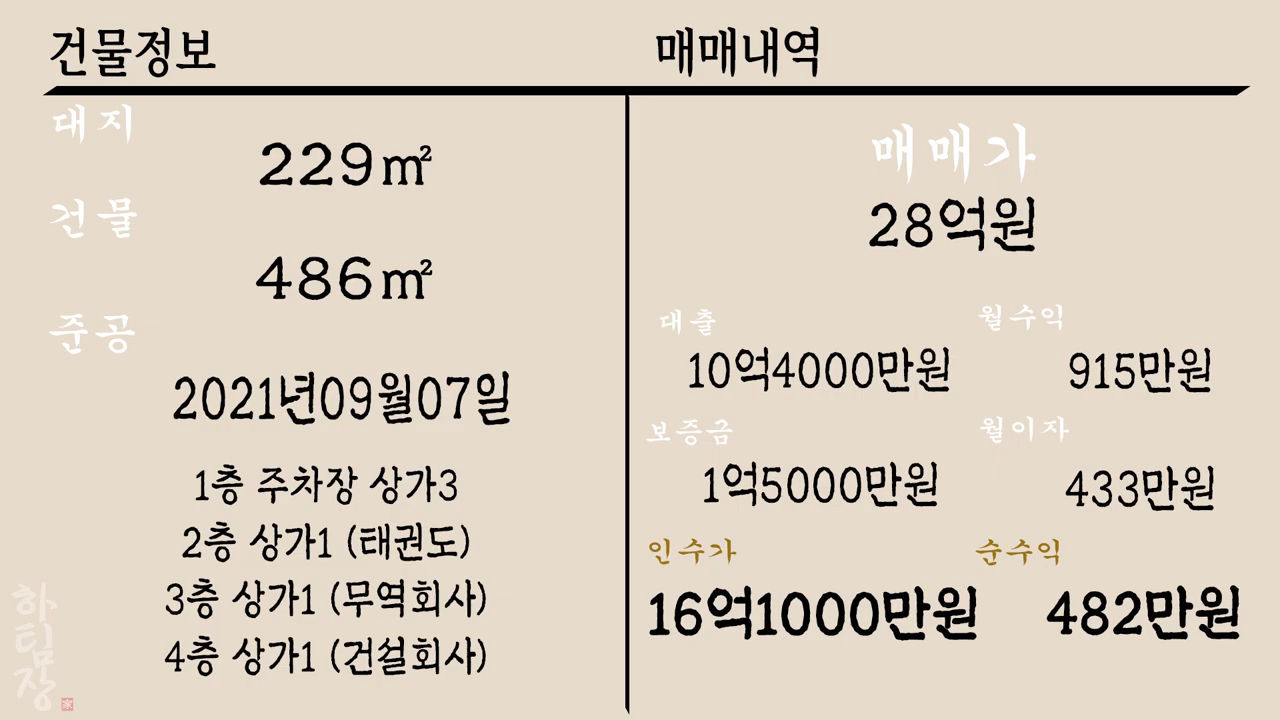 건물정보
대지
229㎡
건물
486㎡
준공
2021년09월07일
1층 주차장 상가3
2층 상가1 (태권도)
3층 상가1 (무역회사)
4층 상가1 (건설회사)
하팀장
매매내역
매매가
28억원
대출
10억4000만원
월수익
915만원
보증금
1억5000만원
월이자
433만원
인수가
16억1000만원
순수익
482만원